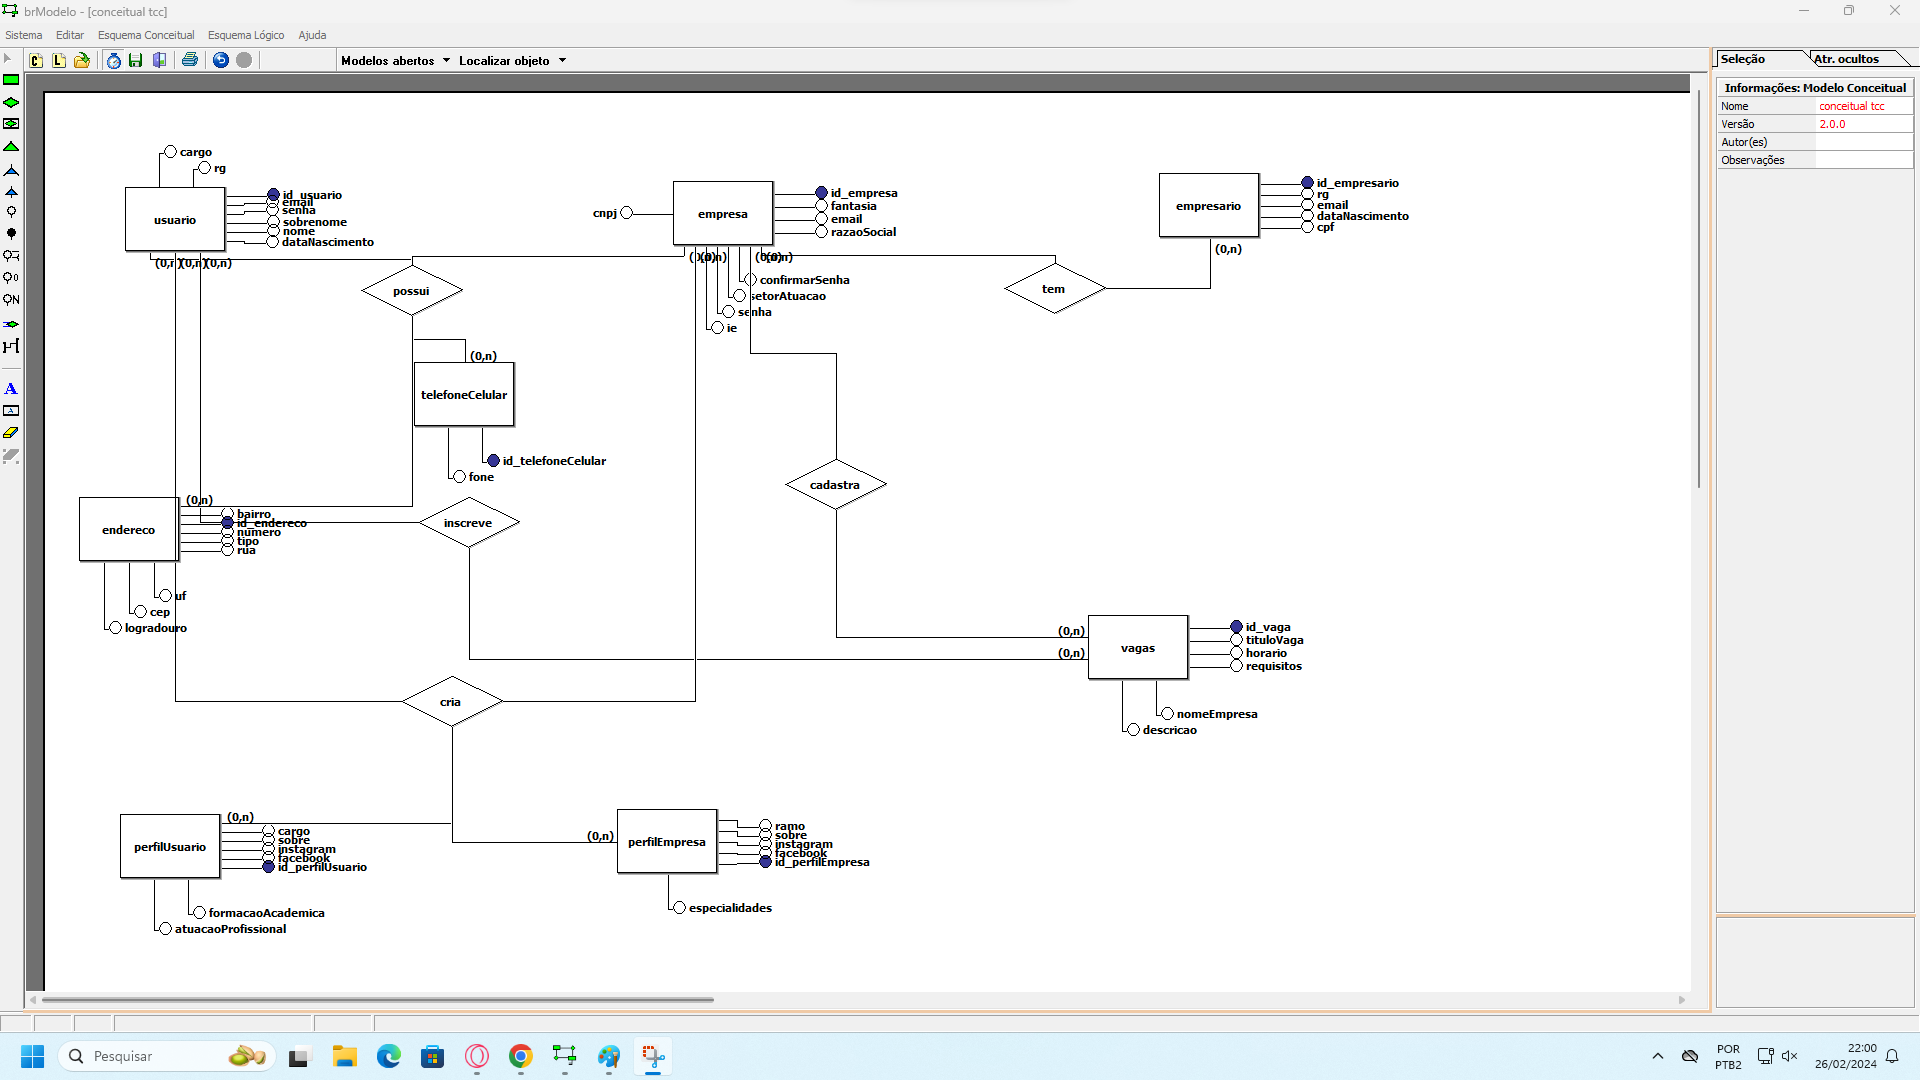 brModelo - [conceitual tcc]
Sistema Editar Esquema Conceitual Esquema Lógico Ajuda
Modelos abertos Localizar objeto
Seleção Atr. ocultos
Informações: Modelo Conceitual
Nome conceitual tcc
Versão 2.0.0
Autor(es)
Observações
cargo
rg
usuario
id_usuario
email
senha
sobrenome
nome
dataNascimento
(0,n) (0,n) (0,n)
possui
cnpj
empresa
id_empresa
fantasia
email
razaoSocial
confirmarSenha
setorAtuacao
senha
ie
empresario
id_empresario
rg
email
dataNascimento
cpf
(0,n)
tem
(0,n)
telefoneCelular
id_telefoneCelular
fone
cadastra
(0,n)
endereco
bairro
id_endereco
numero
tipo
rua
uf
cep
logradouro
inscreve
(0,n)
(0,n)
vagas
id_vaga
tituloVaga
horario
requisitos
nomeEmpresa
descricao
cria
(0,n)
perfilUsuario
cargo
sobre
instagram
facebook
id_perfilUsuario
formacaoAcademica
atuacaoProfissional
(0,n)
perfilEmpresa
ramo
sobre
instagram
facebook
id_perfilEmpresa
especialidades
Pesquisar
POR
PTB2
22:00
26/02/2024